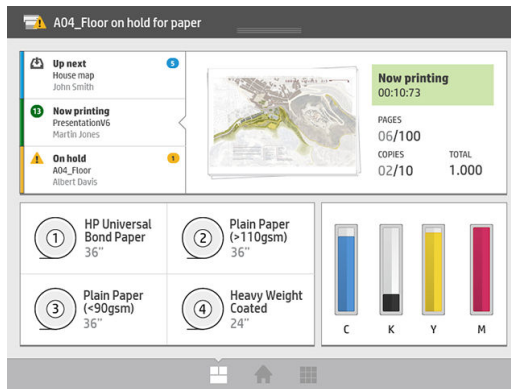 A04_Floor on hold for paper
Up next
5
House map
John Smith
13
Now printing
PresentationV6
Martin Jones
On hold
1
A04_Floor
Albert Davis
Now printing
00:10:73
PAGES
06/100
COPIES
TOTAL
02/10
1.000
1
HP Universal
Bond Paper
36"
2
Plain Paper
(>110gsm)
36"
3
Plain Paper
(<90gsm)
36"
4
Heavy Weight
Coated
24"
C
K
Y
M